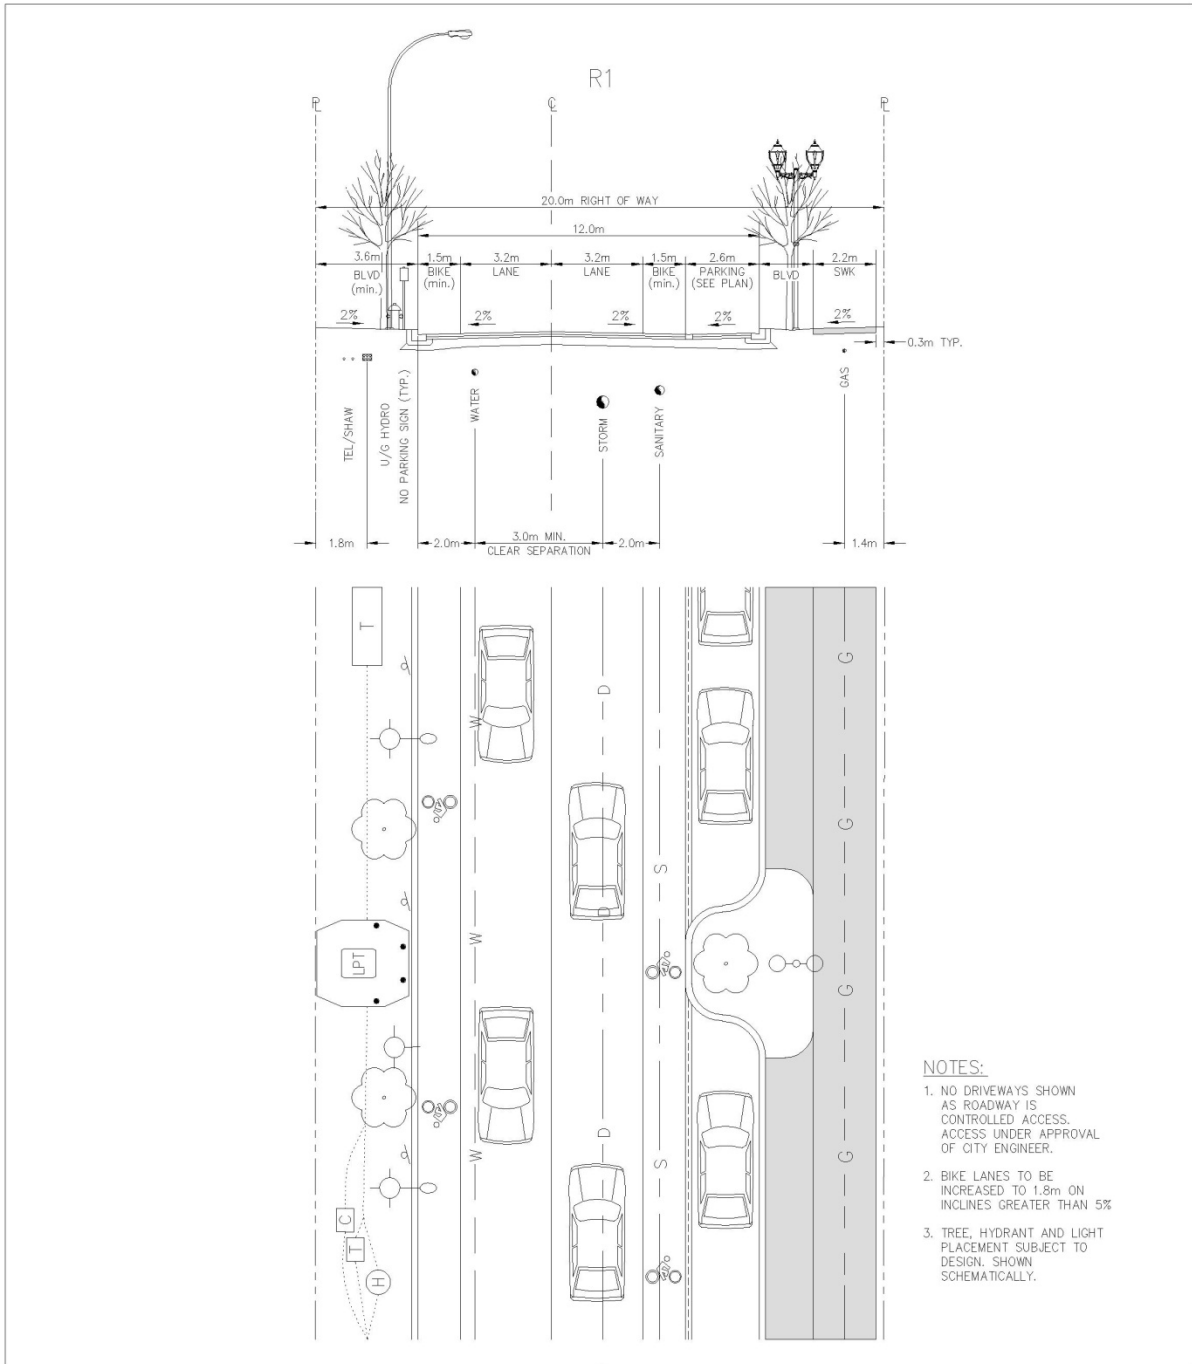 R1
PL
CL
PL
20.0m RIGHT OF WAY
12.0m
3.6m
BLVD
(min.)
1.5m
BIKE
(min.)
3.2m
LANE
3.2m
LANE
1.5m
BIKE
(min.)
2.6m
PARKING
(SEE PLAN)
BLVD
2.2m
SWK
2%
2%
2%
2%
2%
0.3m TYP.
TEL/SHAW
U/G HYDRO
NO PARKING SIGN (TYP.)
WATER
STORM
SANITARY
GAS
1.8m
2.0m
3.0m MIN.
CLEAR SEPARATION
2.0m
1.4m
T
W
D
G
G
S
D
W
LPT
G
W
D
S
G
C
T
H
NOTES:
1. NO DRIVEWAYS SHOWN
AS ROADWAY IS
CONTROLLED ACCESS.
ACCESS UNDER APPROVAL
OF CITY ENGINEER.
2. BIKE LANES TO BE
INCREASED TO 1.8m ON
INCLINES GREATER THAN 5%
3. TREE, HYDRANT AND LIGHT
PLACEMENT SUBJECT TO
DESIGN. SHOWN
SCHEMATICALLY.